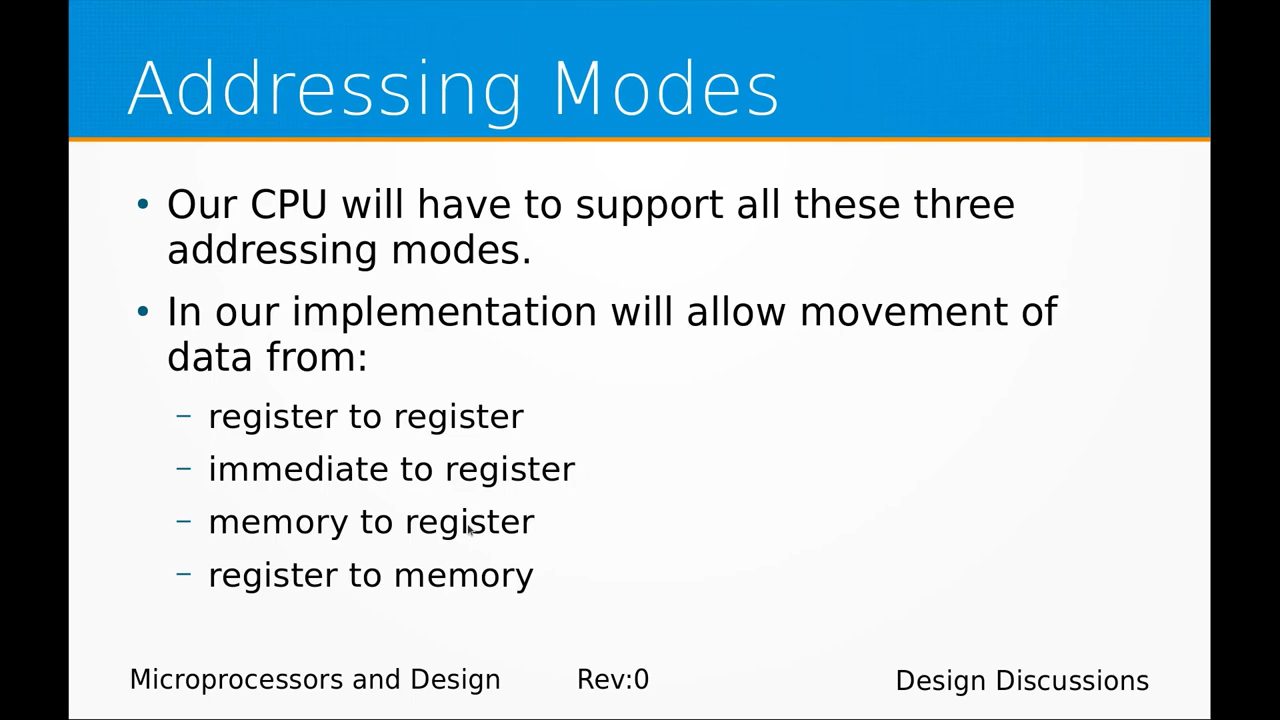 Addressing Modes
• Our CPU will have to support all these three
addressing modes.
• In our implementation will allow movement of
data from:
– register to register
– immediate to register
– memory to register
– register to memory
Microprocessors and Design Rev:0 Design Discussions